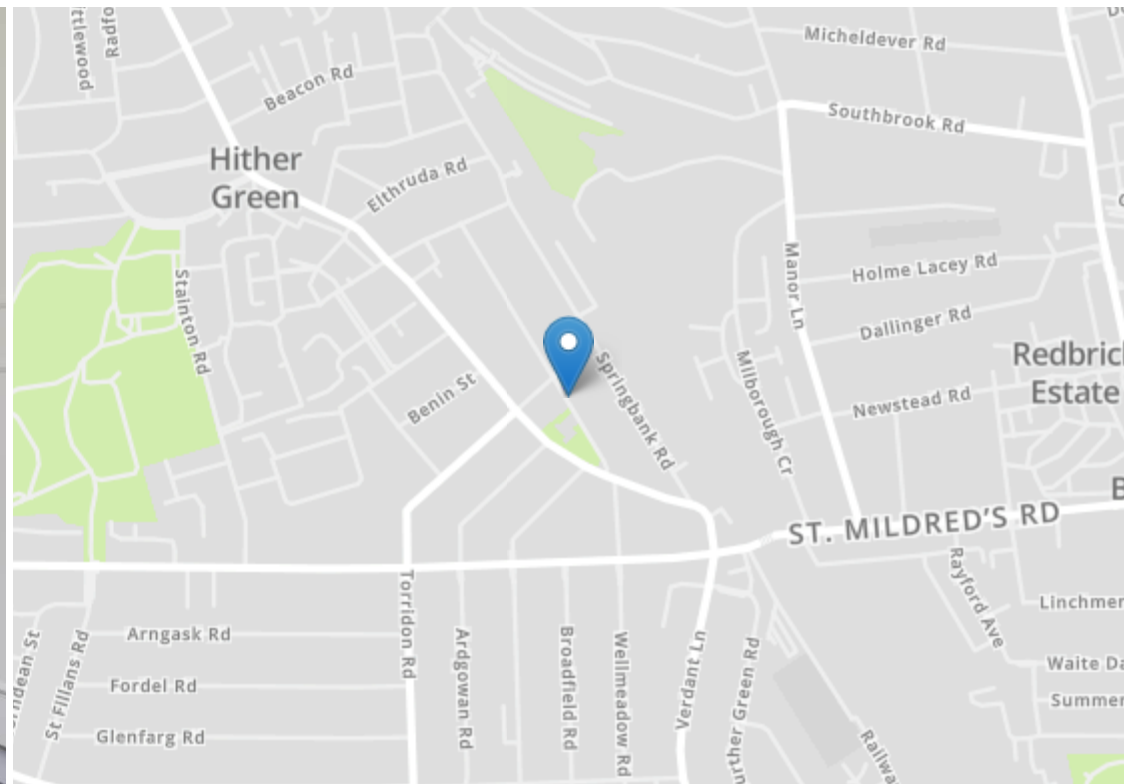 Micheldever Rd
Beacon Rd
Southbrook Rd
Hither
Green
Elthruda Rd
Stainton Rd
Manor Ln
Holme Lacey Rd
Dallinger Rd
Springbank Rd
Milborough Cr
Estate
Benin St
Newstead Rd
ST. MILDRED'S RD
Torridon Rd
Rayford Ave
Arngask Rd
Ardgowan Rd
Broadfield Rd
Wellmeadow Rd
Verdant Ln
St Fillans Rd
Fordel Rd
Glenfarg Rd